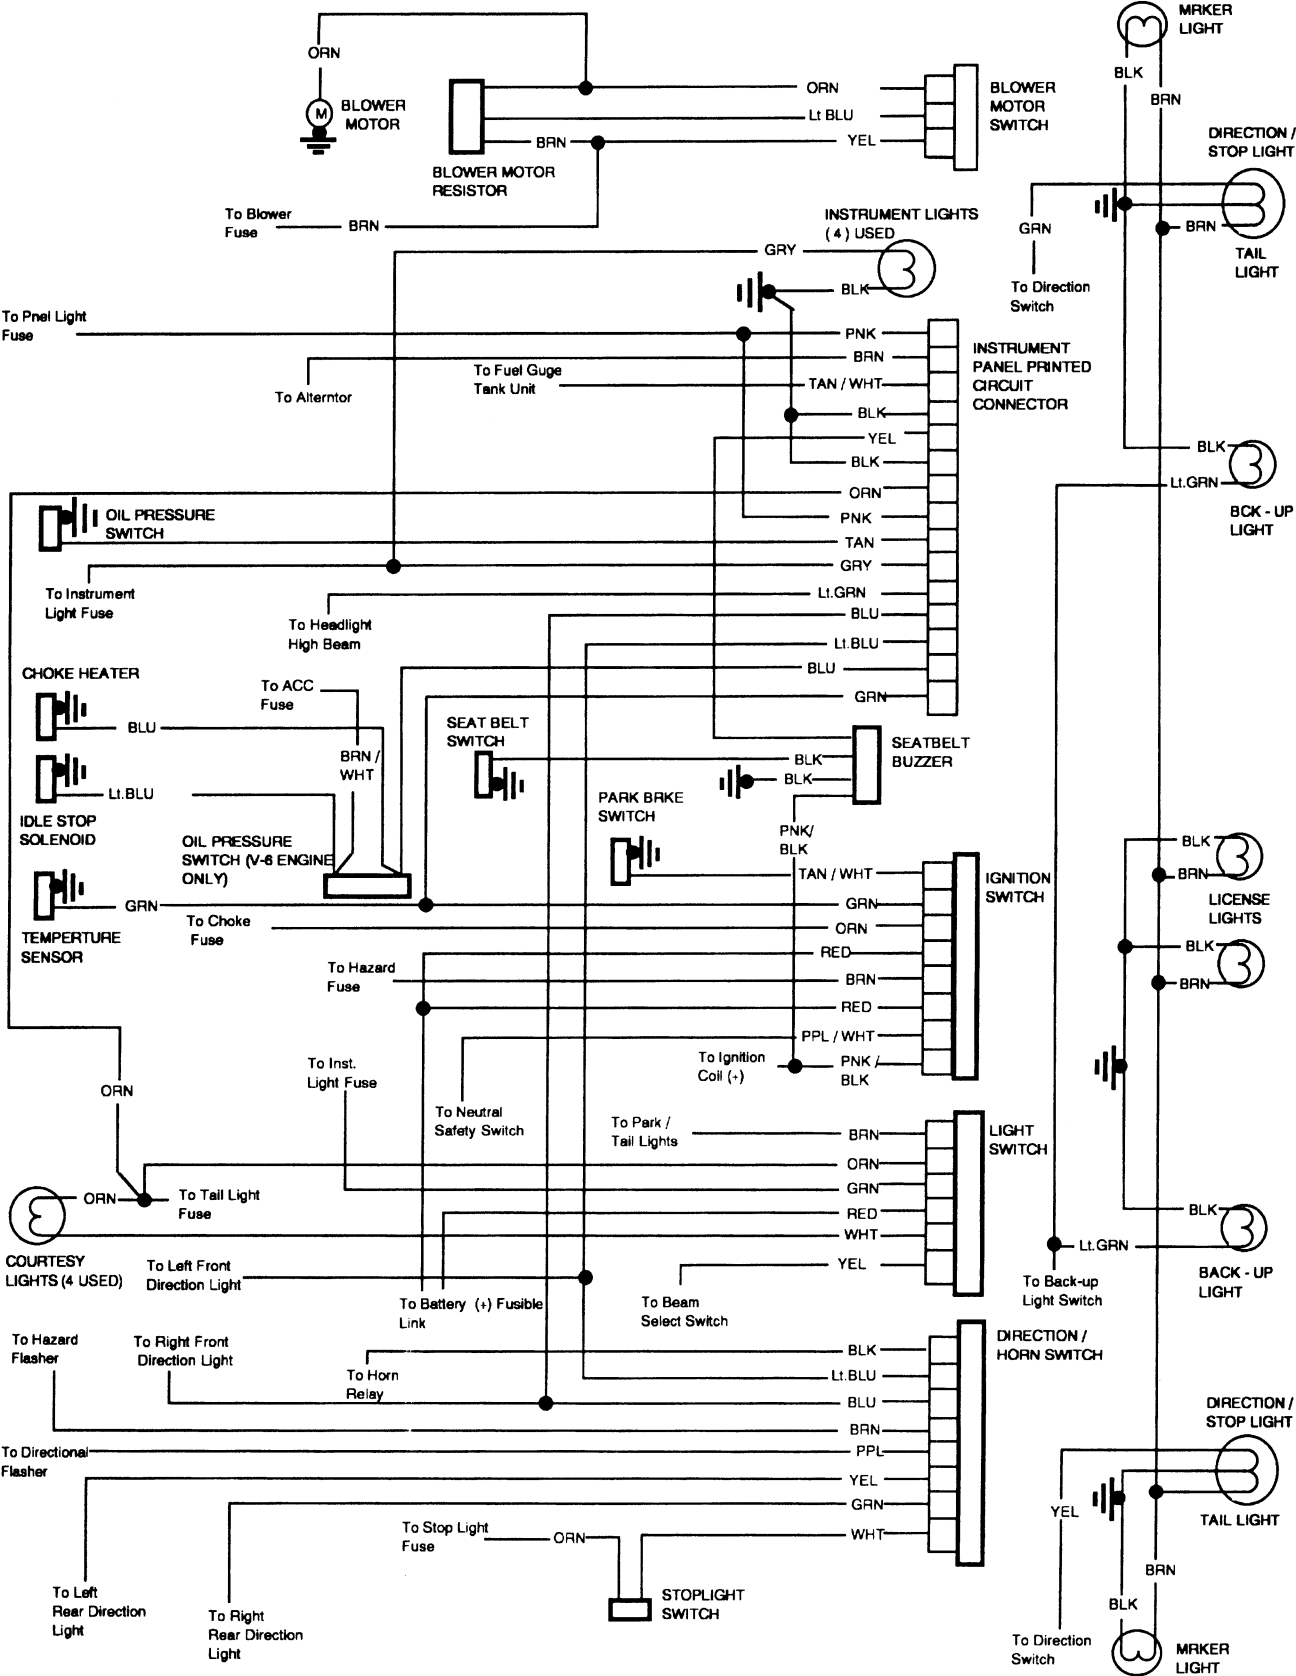 MRKER
LIGHT
ORN
BLK
BRN
BLOWER
MOTOR
M
ORN
Lt BLU
BRN
YEL
BLOWER
MOTOR
SWITCH
BLOWER MOTOR
RESISTOR
DIRECTION /
STOP LIGHT
To Blower
Fuse
BRN
INSTRUMENT LIGHTS
( 4 ) USED
GRN
BRN
GRY
TAIL
LIGHT
BLK
To Direction
Switch
To Pnel Light
Fuse
PNK
BRN
To Alterntor
To Fuel Guge
Tank Unit
TAN / WHT
INSTRUMENT
PANEL PRINTED
CIRCUIT
CONNECTOR
BLK
YEL
BLK
BLK
ORN
Lt.GRN
OIL PRESSURE
SWITCH
PNK
BCK - UP
LIGHT
TAN
GRY
To Instrument
Light Fuse
Lt.GRN
To Headlight
High Beam
BLU
Lt.BLU
CHOKE HEATER
BLU
To ACC
Fuse
GRN
BLU
SEAT BELT
SWITCH
BRN /
WHT
BLK
BLK
SEATBELT
BUZZER
Lt.BLU
IDLE STOP
SOLENOID
PARK BRKE
SWITCH
OIL PRESSURE
SWITCH (V-6 ENGINE
ONLY)
PNK/
BLK
BLK
BRN
LICENSE
LIGHTS
TAN / WHT
IGNITION
SWITCH
GRN
GRN
To Choke
Fuse
ORN
TEMPERTURE
SENSOR
RED
BLK
BRN
To Hazard
Fuse
BRN
RED
PPL / WHT
To Inst.
Light Fuse
To Ignition
Coil (+)
PNK /
BLK
ORN
To Neutral
Safety Switch
To Park /
Tail Lights
BRN
LIGHT
SWITCH
ORN
GRN
ORN
To Tail Light
Fuse
RED
BLK
WHT
COURTESY
LIGHTS (4 USED)
To Left Front
Direction Light
YEL
Lt.GRN
BACK - UP
LIGHT
To Back-up
Light Switch
To Battery (+) Fusible
Link
To Beam
Select Switch
To Hazard
Flasher
To Right Front
Direction Light
BLK
DIRECTION /
HORN SWITCH
To Horn
Relay
Lt.BLU
BLU
DIRECTION /
STOP LIGHT
BRN
To Directional
Flasher
PPL
YEL
GRN
YEL
TAIL LIGHT
To Stop Light
Fuse
ORN
WHT
BRN
To Left
Rear Direction
Light
STOPLIGHT
SWITCH
BLK
To Right
Rear Direction
Light
To Direction
Switch
MRKER
LIGHT